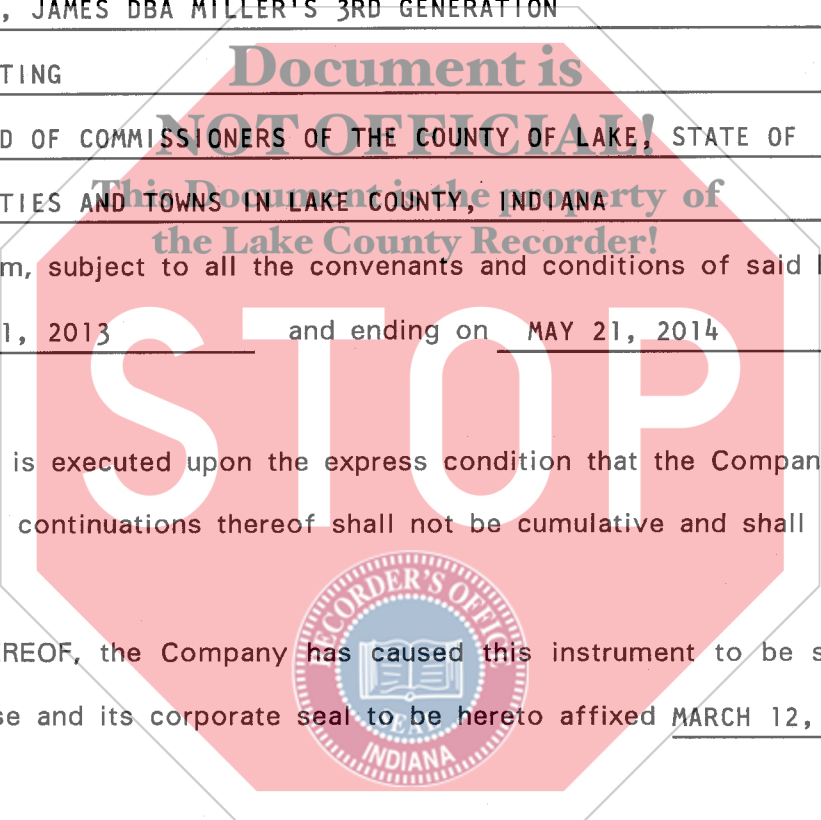 , JAMES DBA MILLER'S 3RD GENERATION
Document is
TING
NOT OFFICIAL!
D OF COMMISSIONERS OF THE COUNTY OF LAKE, STATE OF
This Document is the property of
TIES AND TOWNS IN LAKE COUNTY, INDIANA
the Lake County Recorder!
m, subject to all the convenants and conditions of said
1, 2013 and ending on MAY 21, 2014
STOP
is executed upon the express condition that the Compan
continuations thereof shall not be cumulative and shall
RECORDER'S OFFICE
REOF, the Company has caused this instrument to be s
se and its corporate seal to be hereto affixed MARCH 12,
SEAL
INDIANA